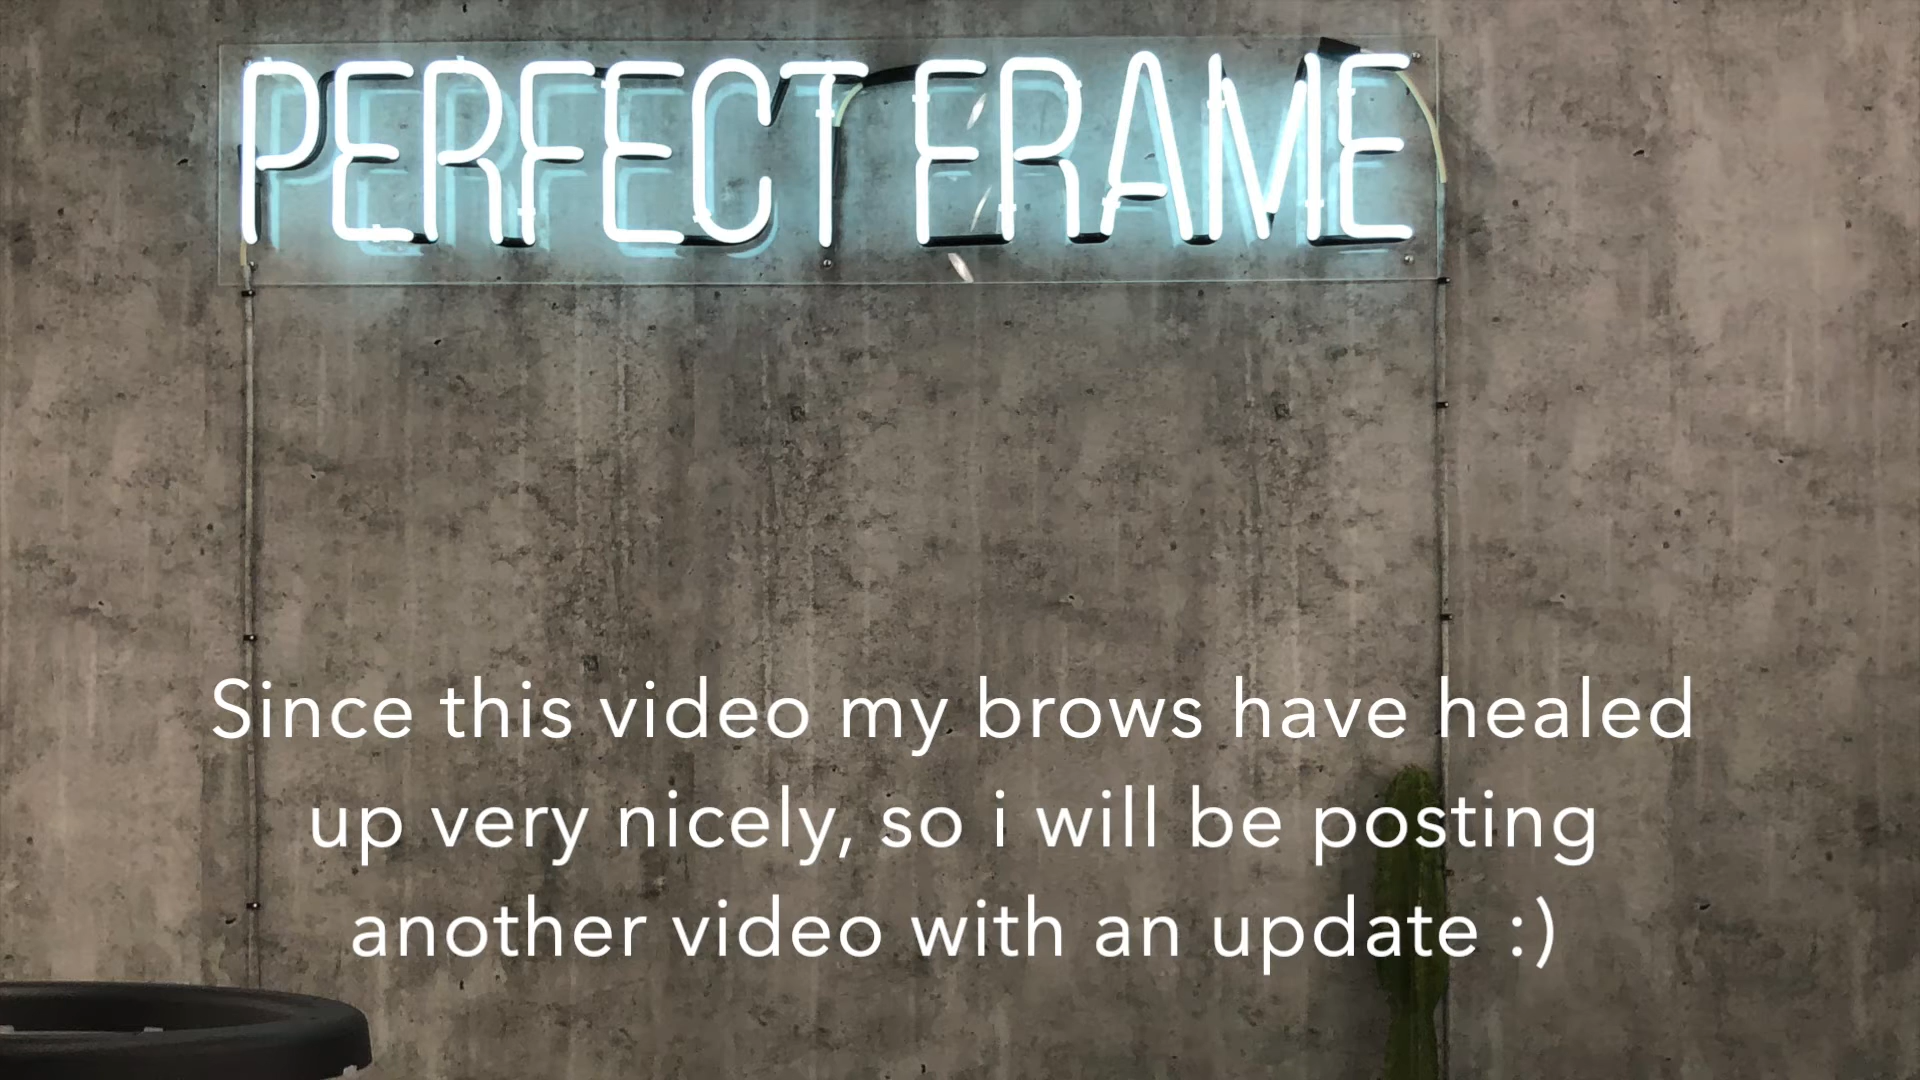 PERFECT FRAME
Since this video my brows have healed
up very nicely, so i will be posting
another video with an update :)